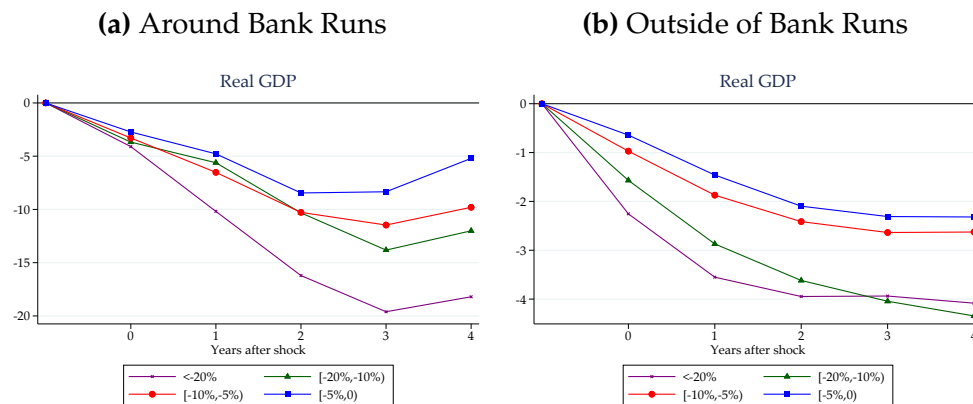 (a) Around Bank Runs
Real GDP
0
-5
-10
-15
-20
0 1 2 3 4
Years after shock
<-20% [-20%,-10%)
[-10%,-5%) [-5%,0)
(b) Outside of Bank Runs
Real GDP
0
-1
-2
-3
-4
0 1 2 3 4
Years after shock
<-20% [-20%,-10%)
[-10%,-5%) [-5%,0)